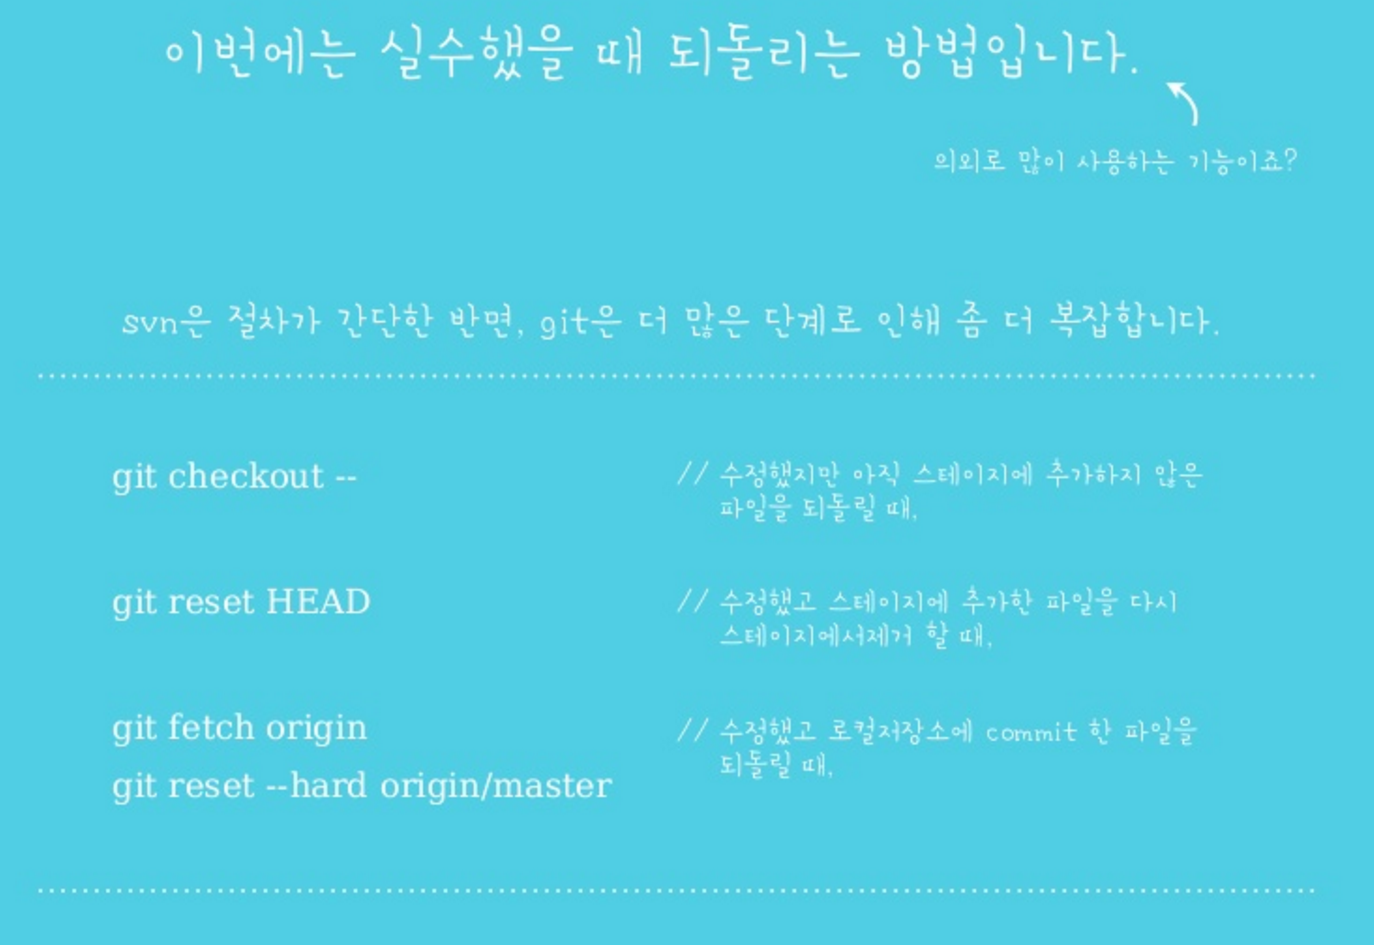 이번에는 실수했을 때 되돌리는 방법입니다.
의외로 많이 사용하는 기능이죠?
svn은 절차가 간단한 반면, git은 더 많은 단계로 인해 좀 더 복잡합니다.
git checkout --
// 수정했지만 아직 스테이지에 추가하지 않은
파일을 되돌릴 때,
git reset HEAD
// 수정했고 스테이지에 추가한 파일을 다시
스테이지에서제거 할 때,
git fetch origin
// 수정했고 로컬저장소에 commit 한 파일을
되돌릴 때,
git reset --hard origin/master